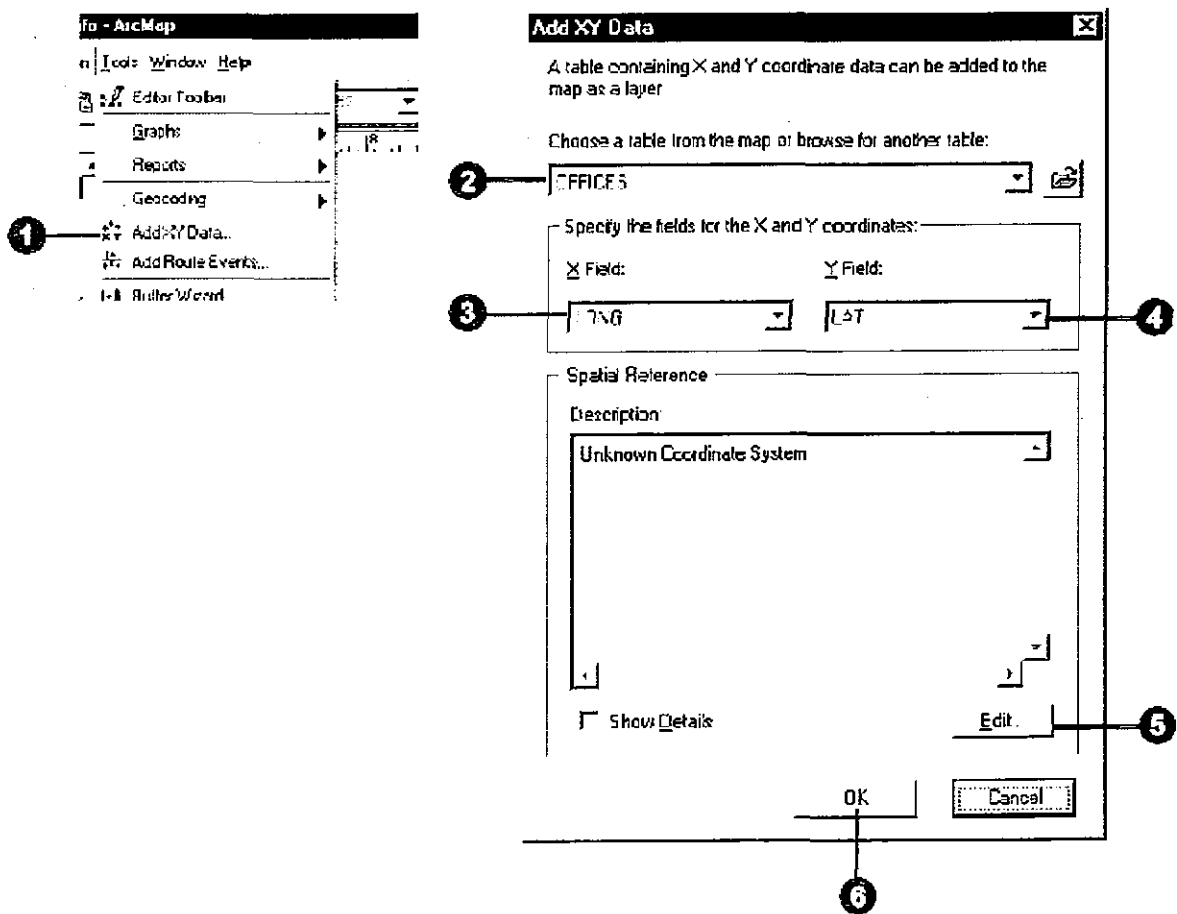 fo - ArcMap
Tools Window Help
Editor Toolbar
Graphs
Reports
Geocoding
1
Add XY Data...
Add Route Events...
Buffer Wizard
Add XY Data
A table containing X and Y coordinate data can be added to the
map as a layer
Choose a table from the map or browse for another table:
2
OFFICES
Specify the fields for the X and Y coordinates:
X Field:
Y Field:
3
LONG
LAT
4
Spatial Reference
Description:
Unknown Coordinate System
Show Details
Edit...
5
OK
Cancel
6